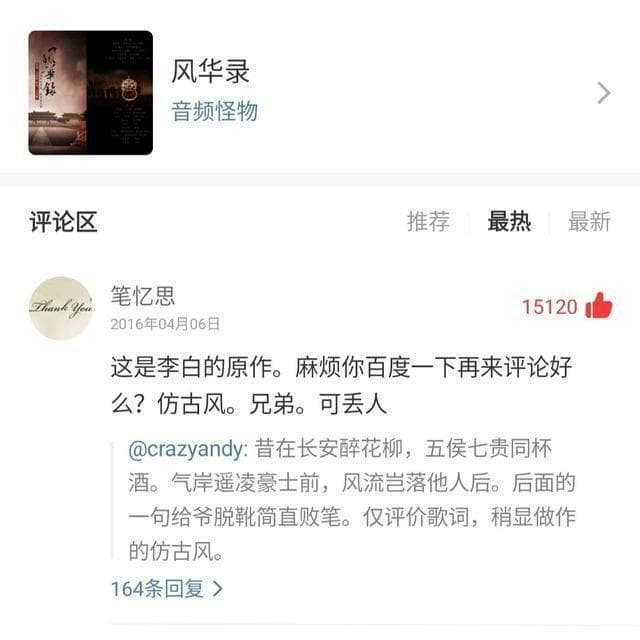 风华录
音频怪物
评论区
推荐
最热
最新
笔忆思
2016年04月06日
15120
Thank You
这是李白的原作。麻烦你百度一下再来评论好
么？仿古风。兄弟。可丢人
@crazyandy: 昔在长安醉花柳，五侯七贵同杯
酒。气岸遥凌豪士前，风流岂落他人后。后面的
一句给爷脱靴简直败笔。仅评价歌词，稍显做作
的仿古风。
164条回复